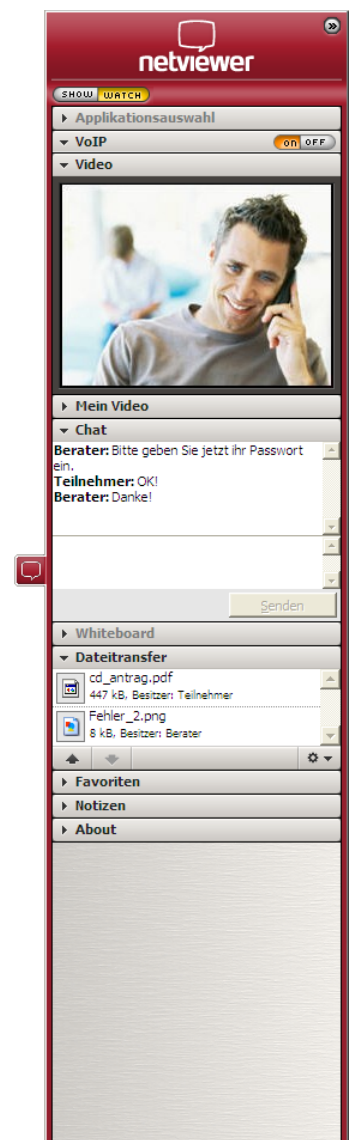 netviewer
SHOW WATCH
Applikationsauswahl
VoIP on OFF
Video
Mein Video
Chat
Berater: Bitte geben Sie jetzt ihr Passwort
ein.
Teilnehmer: OK!
Berater: Danke!
Senden
Whiteboard
Dateitransfer
cd_antrag.pdf
447 kB, Besitzer: Teilnehmer
Fehler_2.png
8 kB, Besitzer: Berater
Favoriten
Notizen
About